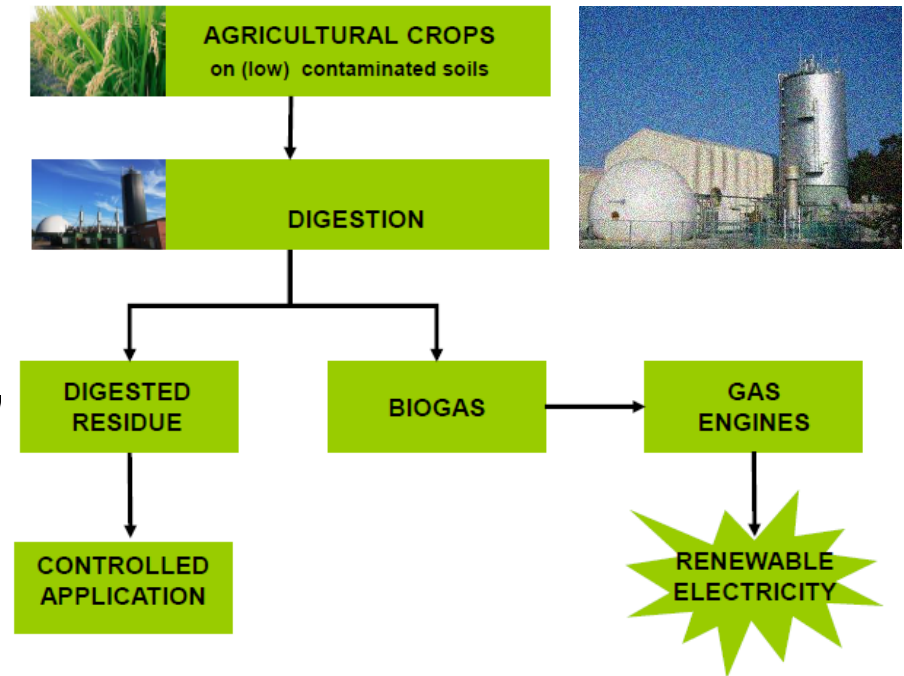 AGRICULTURAL CROPS
on (low) contaminated soils
DIGESTION
DIGESTED
RESIDUE
BIOGAS
GAS
ENGINES
CONTROLLED
APPLICATION
RENEWABLE
ELECTRICITY